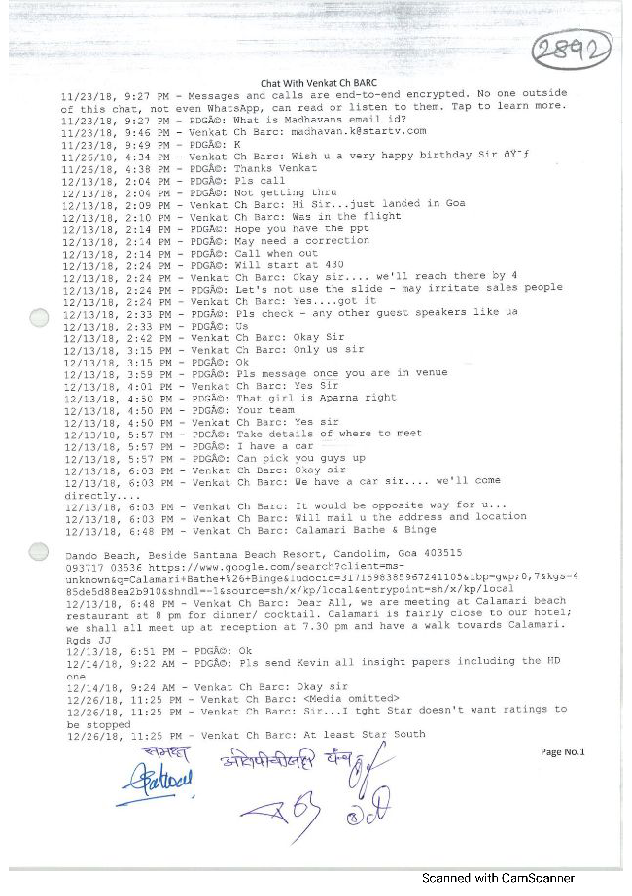 2892
Chat With Venkat Ch BARC
11/23/18, 9:27 PM - Messages and calls are end-to-end encrypted. No one outside
of this chat, not even WhatsApp, can read or listen to them. Tap to learn more.
11/23/18, 9:27 PM - PDGÃ©: What is Madhavans email id?
11/23/18, 9:46 PM - Venkat Ch Barc: madhavan.k@startv.com
11/23/18, 9:49 PM - PDGÃ©: K
11/25/18, 4:34 PM - Venkat Ch Barc: Wish u a very happy birthday Sir
11/25/18, 4:38 PM - PDGÃ©: Thanks Venkat
12/13/18, 2:04 PM - PDGÃ©: Pls call
12/13/18, 2:04 PM - PDGÃ©: Not getting thru
12/13/18, 2:09 PM - Venkat Ch Barc: Hi Sir...just landed in Goa
12/13/18, 2:10 PM - Venkat Ch Barc: Was in the flight
12/13/18, 2:14 PM - PDGÃ©: Hope you have the ppt
12/13/18, 2:14 PM - PDGÃ©: May need a correction
12/13/18, 2:14 PM - PDGÃ©: Call when out
12/13/18, 2:24 PM - PDGÃ©: Will start at 430
12/13/18, 2:24 PM - Venkat Ch Barc: Okay sir.... we'll reach there by 4
12/13/18, 2:24 PM - PDGÃ©: Let's not use the slide - may irritate sales people
12/13/18, 2:24 PM - Venkat Ch Barc: Yes....got it
12/13/18, 2:33 PM - PDGÃ©: Pls check - any other guest speakers like ua
12/13/18, 2:33 PM - PDGÃ©: Us
12/13/18, 2:42 PM - Venkat Ch Barc: Okay Sir
12/13/18, 3:15 PM - Venkat Ch Barc: Only us sir
12/13/18, 3:15 PM - PDGÃ©: Ok
12/13/18, 3:59 PM - PDGÃ©: Pls message once you are in venue
12/13/18, 4:01 PM - Venkat Ch Barc: Yes Sir
12/13/18, 4:50 PM - PDGÃ©: That girl is Aparna right
12/13/18, 4:50 PM - PDGÃ©: Your team
12/13/18, 4:50 PM - Venkat Ch Barc: Yes sir
12/13/18, 5:57 PM - PDGÃ©: Take details of where to meet
12/13/18, 5:57 PM - PDGÃ©: I have a car
12/13/18, 5:57 PM - PDGÃ©: Can pick you guys up
12/13/18, 6:03 PM - Venkat Ch Barc: Okay sir
12/13/18, 6:03 PM - Venkat Ch Barc: We have a car sir.... we'll come
directly....
12/13/18, 6:03 PM - Venkat Ch Barc: It would be opposite way for u...
12/13/18, 6:03 PM - Venkat Ch Barc: Will mail u the address and location
12/13/18, 6:48 PM - Venkat Ch Barc: Calamari Bathe & Binge
Dando Beach, Beside Santana Beach Resort, Candolim, Goa 403515
093717 03536 https://www.google.com/search?client=ms-
12/13/18, 6:48 PM - Venkat Ch Barc: Dear All, we are meeting at Calamari beach
restaurant at 8 pm for dinner/ cocktail. Calamari is fairly close to our hotel;
we shall all meet up at reception at 7.30 pm and have a walk towards Calamari.
Rgds JJ
12/13/18, 6:51 PM - PDGÃ©: Ok
12/14/18, 9:22 AM - PDGÃ©: Pls send Kevin all insight papers including the HD
one
12/14/18, 9:24 AM - Venkat Ch Barc: Okay sir
12/26/18, 11:25 PM - Venkat Ch Barc: <Media omitted>
12/26/18, 11:25 PM - Venkat Ch Barc: Sir...I tght Star doesn't want ratings to
be stopped
12/26/18, 11:25 PM - Venkat Ch Barc: At least Star South
Page No.1
समक्ष
Scanned with CamScanner